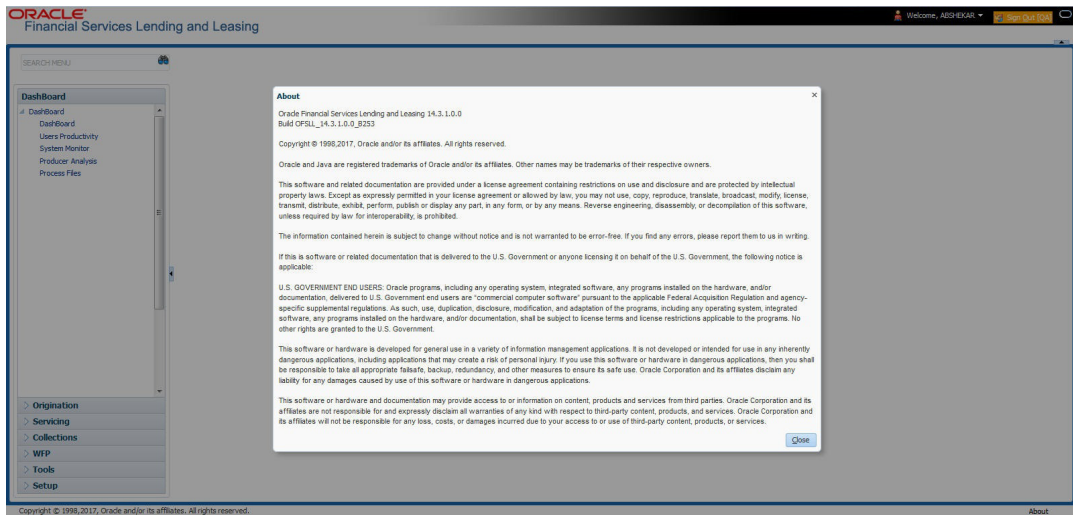 ORACLE
Financial Services Lending and Leasing
Welcome, ABSHEKAR
Sign Out [QA]
SEARCH MENU
DashBoard
DashBoard
DashBoard
Users Productivity
System Monitor
Producer Analysis
Process Files
Origination
Servicing
Collections
WFP
Tools
Setup
About
Oracle Financial Services Lending and Leasing 14.3.1.0.0
Build OFSLL_14.3.1.0.0_B253
Copyright © 1998,2017, Oracle and/or its affiliates. All rights reserved.
Oracle and Java are registered trademarks of Oracle and/or its affiliates. Other names may be trademarks of their respective owners.
This software and related documentation are provided under a license agreement containing restrictions on use and disclosure and are protected by intellectual
property laws. Except as expressly permitted in your license agreement or allowed by law, you may not use, copy, reproduce, translate, broadcast, modify, license,
transmit, distribute, exhibit, perform, publish or display any part, in any form, or by any means. Reverse engineering, disassembly, or decompilation of this software,
unless required by law for interoperability, is prohibited.
The information contained herein is subject to change without notice and is not warranted to be error-free. If you find any errors, please report them to us in writing.
If this is software or related documentation that is delivered to the U.S. Government or anyone licensing it on behalf of the U.S. Government, the following notice is
applicable:
U.S. GOVERNMENT END USERS: Oracle programs, including any operating system, integrated software, any programs installed on the hardware, and/or
documentation, delivered to U.S. Government end users are "commercial computer software" pursuant to the applicable Federal Acquisition Regulation and agency-
specific supplemental regulations. As such, use, duplication, disclosure, modification, and adaptation of the programs, including any operating system, integrated
software, any programs installed on the hardware, and/or documentation, shall be subject to license terms and license restrictions applicable to the programs. No
other rights are granted to the U.S. Government.
This software or hardware is developed for general use in a variety of information management applications. It is not developed or intended for use in any inherently
dangerous applications, including applications that may create a risk of personal injury. If you use this software or hardware in dangerous applications, then you shall
be responsible to take all appropriate failsafe, backup, redundancy, and other measures to ensure its safe use. Oracle Corporation and its affiliates disclaim any
liability for any damages caused by use of this software or hardware in dangerous applications.
This software or hardware and documentation may provide access to or information on content, products and services from third parties. Oracle Corporation and its
affiliates are not responsible for and expressly disclaim all warranties of any kind with respect to third-party content, products, and services. Oracle Corporation and
its affiliates will not be responsible for any loss, costs, or damages incurred due to your access to or use of third-party content, products, or services.
Close
Copyright © 1998,2017, Oracle and/or its affiliates. All rights reserved.
About